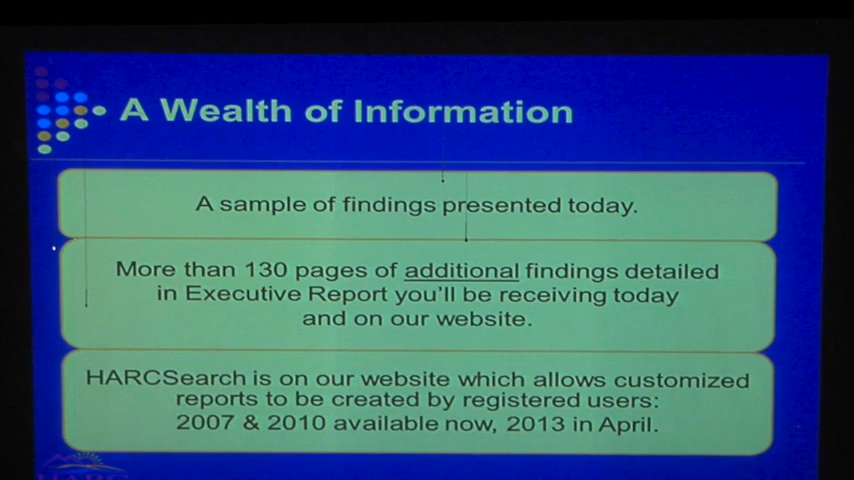 A Wealth of Information
A sample of findings presented today.
More than 130 pages of additional findings detailed
in Executive Report you'll be receiving today
and on our website.
HARCSearch is on our website which allows customized
reports to be created by registered users:
2007 & 2010 available now, 2013 in April.
HARC